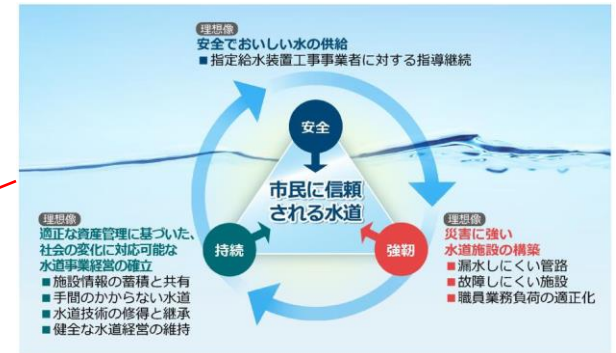 理想像
安全でおいしい水の供給
■指定給水装置工事事業者に対する指導継続
安全
市民に信頼
される水道
持続
強靭
理想像
適正な資産管理に基づいた、
社会の変化に対応可能な
水道事業経営の確立
■施設情報の蓄積と共有
■手間のかからない水道
■水道技術の修得と継承
■健全な水道経営の維持
理想像
災害に強い
水道施設の構築
■漏水しにくい管路
■故障しにくい施設
■職員業務負荷の適正化